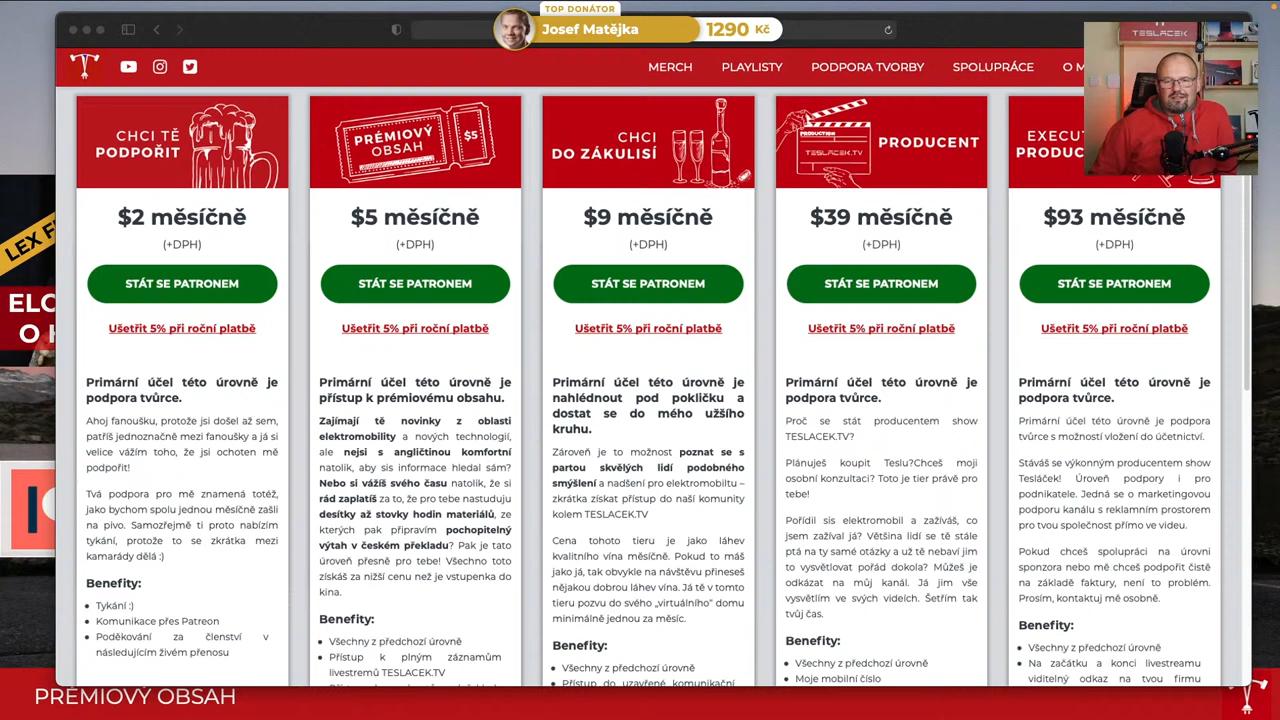 TOP DONÁTOR
Josef Matějka
1290 Kč
MERCH
PLAYLISTY
PODPORA TVORBY
SPOLUPRÁCE
O M
TESLÁČEK
LEX F
ELO
O
CHCI TĚ
PODPOŘIT
$2 měsíčně
(+DPH)
STÁT SE PATRONEM
Ušetřit 5% při roční platbě
Primární účel této úrovně je
podpora tvůrce.
Ahoj fanoušku, protože jsi došel až sem,
patříš jednoznačně mezi fanoušky a já si
velice vážím toho, že jsi ochoten mě
podpořit!
Tvá podpora pro mě znamená totéž,
jako bychom spolu jednou měsíčně zašli
na pivo. Samozřejmě ti proto nabízím
tykání, protože to se zkrátka mezi
kamarády dělá :)
Benefity:
Tykání :)
Komunikace přes Patreon
Poděkování za členství v
následujícím živém přenosu
PRÉMIOVÝ
OBSAH
$5
$5 měsíčně
(+DPH)
STÁT SE PATRONEM
Ušetřit 5% při roční platbě
Primární účel této úrovně je
přístup k prémiovému obsahu.
Zajímají tě novinky z oblasti
elektromobility a nových technologií,
ale nejsi s angličtinou komfortní
natolik, aby sis informace hledal sám?
Nebo si vážíš svého času natolik, že si
rád zaplatíš za to, že pro tebe nastuduju
desítky až stovky hodin materiálů, ze
kterých pak připravím pochopitelný
výtah v českém překladu? Pak je tato
úroveň přesně pro tebe! Všechno toto
získáš za nižší cenu než je vstupenka do
kina.
Benefity:
Všechny z předchozí úrovně
Přístup k plným záznamům
livestremů TESLACEK.TV
CHCI
DO ZÁKULISÍ
$9 měsíčně
(+DPH)
STÁT SE PATRONEM
Ušetřit 5% při roční platbě
Primární účel této úrovně je
nahlédnout pod pokličku a
dostat se do mého užšího
kruhu.
Zároveň je to možnost poznat se s
partou skvělých lidí podobného
smýšlení a nadšení pro elektromobiltu –
zkrátka získat přístup do naší komunity
kolem TESLACEK.TV
Cena tohoto tieru je jako láhev
kvalitního vína měsíčně. Pokud to máš
jako já, tak obvykle na návštěvu přineseš
nějakou dobrou láhev vína. Já tě v tomto
tieru pozvu do svého „virtuálního“ domu
minimálně jednou za měsíc.
Benefity:
Všechny z předchozí úrovně
Přístup do uzavřené komunikační
PRODUCTION
TESLACEK.TV
PRODUCENT
$39 měsíčně
(+DPH)
STÁT SE PATRONEM
Ušetřit 5% při roční platbě
Primární účel této úrovně je
podpora tvůrce.
Proč se stát producentem show
TESLACEK.TV?
Plánuješ koupit Teslu?Chceš moji
osobní konzultaci? Toto je tier právě pro
tebe!
Pořídil sis elektromobil a zažíváš, co
jsem zažíval já? Většina lidí se tě stále
ptá na ty samé otázky a už tě nebaví jim
to vysvětlovat pořád dokola? Můžeš je
odkázat na můj kanál. Já jim vše
vysvětlím ve svých videích. Šetřím tak
tvůj čas.
Benefity:
Všechny z předchozí úrovně
Moje mobilní číslo
EXECUT
PRODUC
$93 měsíčně
(+DPH)
STÁT SE PATRONEM
Ušetřit 5% při roční platbě
Primární účel této úrovně je
podpora tvůrce.
Primární účel této úrovně je podpora
tvůrce s možností vložení do účetnictví.
Stáváš se výkonným producentem show
Tesláček! Úroveň podpory i pro
podnikatele. Jedná se o marketingovou
podporu kanálu s reklamním prostorem
pro tvou společnost přímo ve videu.
Pokud chceš spolupráci na úrovni
sponzora nebo mě chceš podpořit čistě
na základě faktury, není to problém.
Prosím, kontaktuj mě osobně.
Benefity:
Všechny z předchozí úrovně
Na začátku a konci livestreamu
viditelný odkaz na tvou firmu
PRÉMIOVÝ OBSAH